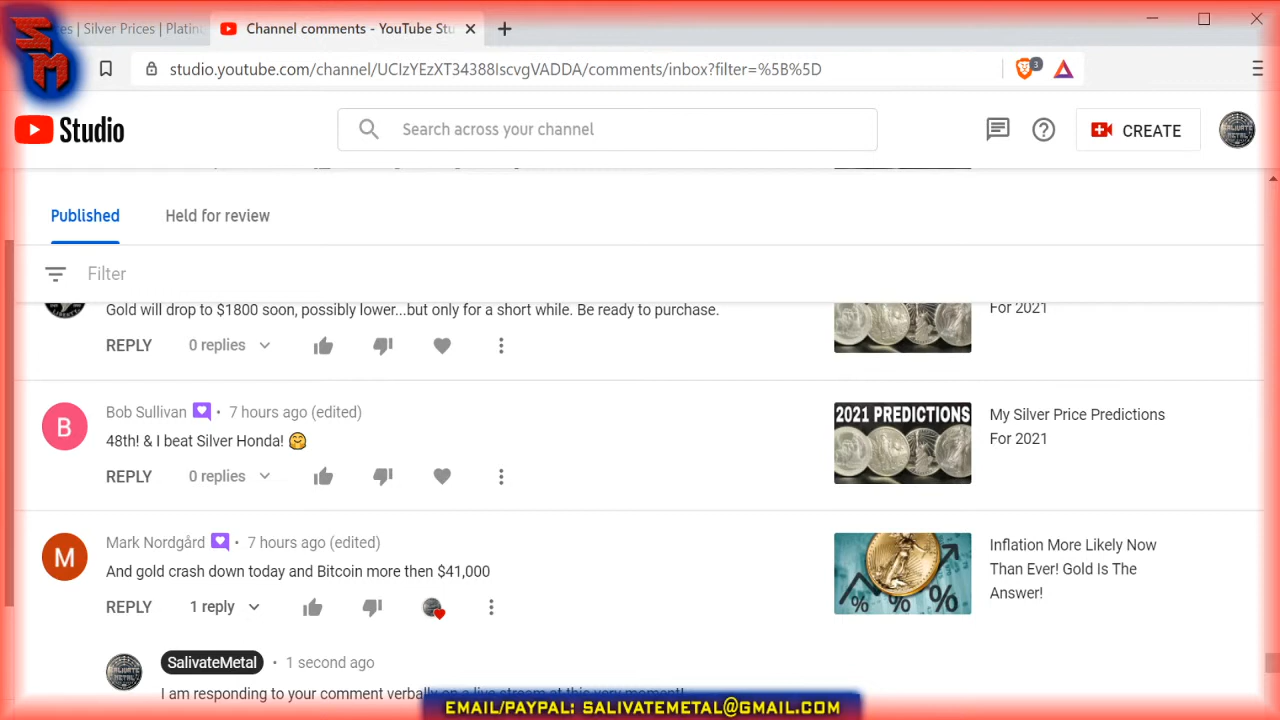 SM
es | Silver Prices | Platinu
Channel comments - YouTube Stu
studio.youtube.com/channel/UCIzYEzXT34388lscvgVADDA/comments/inbox?filter=%5B%5D
3
Studio
Search across your channel
CREATE
Published
Held for review
Filter
Gold will drop to $1800 soon, possibly lower...but only for a short while. Be ready to purchase.
For 2021
REPLY
0 replies
Bob Sullivan • 7 hours ago (edited)
48th! & I beat Silver Honda! 🤗
REPLY
0 replies
2021 PREDICTIONS
My Silver Price Predictions
For 2021
Mark Nordgård • 7 hours ago (edited)
And gold crash down today and Bitcoin more then $41,000
REPLY
1 reply
% % %
Inflation More Likely Now
Than Ever! Gold Is The
Answer!
SalivateMetal • 1 second ago
I am responding to your comment verbally on a live stream at this very moment!
EMAIL/PAYPAL: SALIVATEMETAL@GMAIL.COM